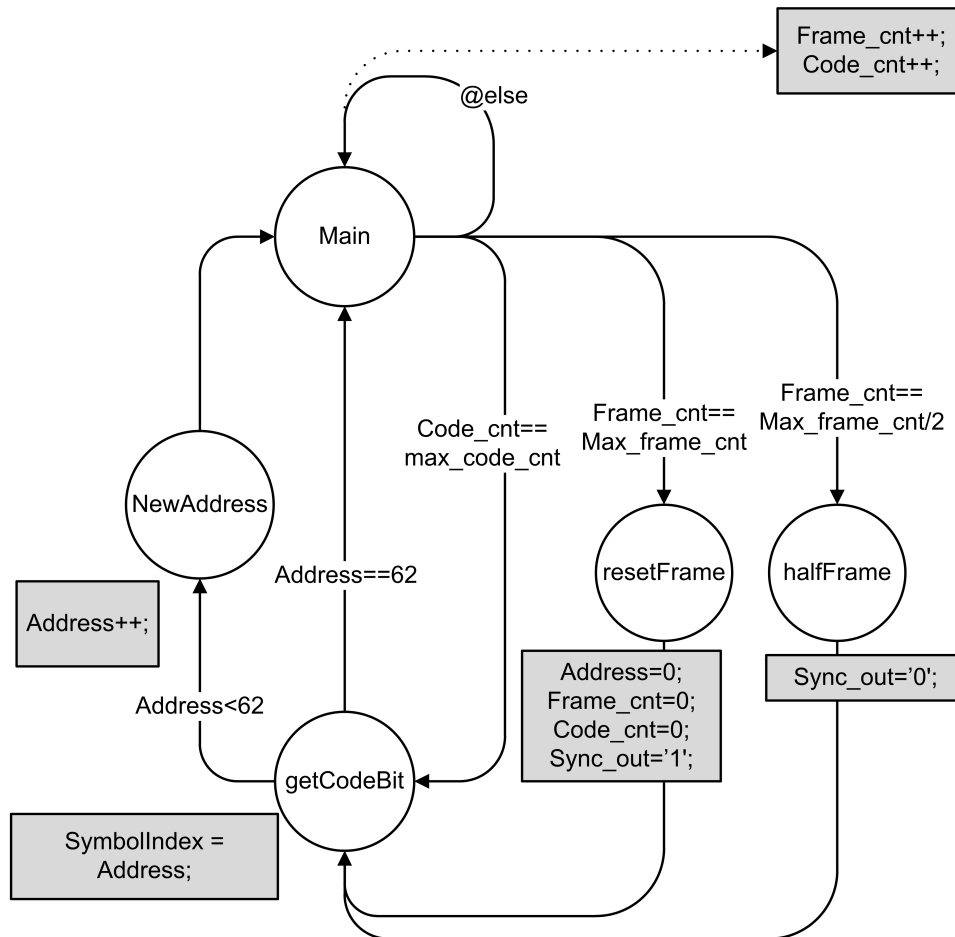 Frame_cnt++;
Code_cnt++;
@else
Main
Code_cnt==
max_code_cnt
Frame_cnt==
Max_frame_cnt
Frame_cnt==
Max_frame_cnt/2
NewAddress
Address==62
resetFrame
halfFrame
Address++;
Address=0;
Frame_cnt=0;
Code_cnt=0;
Sync_out='1';
Sync_out='0';
Address<62
getCodeBit
SymbolIndex =
Address;